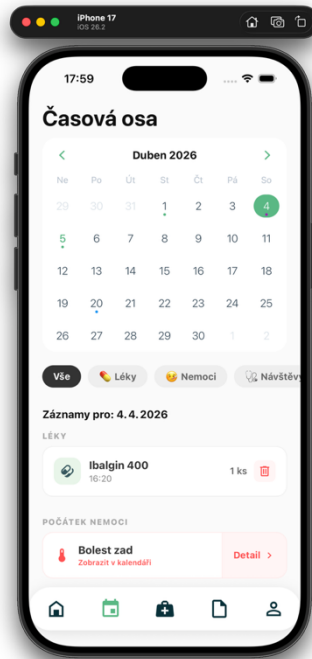 iPhone 17
iOS 26.2
17:59
Časová osa
Duben 2026
Ne Po Út St Čt Pá So
29 30 31 1 2 3 4
5 6 7 8 9 10 11
12 13 14 15 16 17 18
19 20 21 22 23 24 25
26 27 28 29 30 1 2
Vše Léky Nemoci Návštěvy
Záznamy pro: 4. 4. 2026
LÉKY
Ibalgin 400
16:20
1 ks
POČÁTEK NEMOCI
Bolest zad
Zobrazit v kalendáři
Detail >